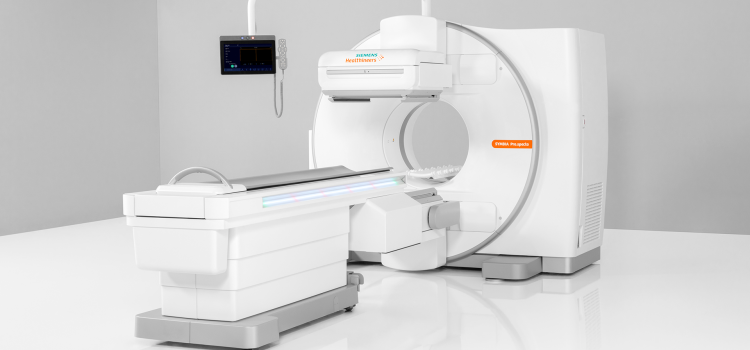 SIEMENS
Healthineers
SYMBIA Pro.specta